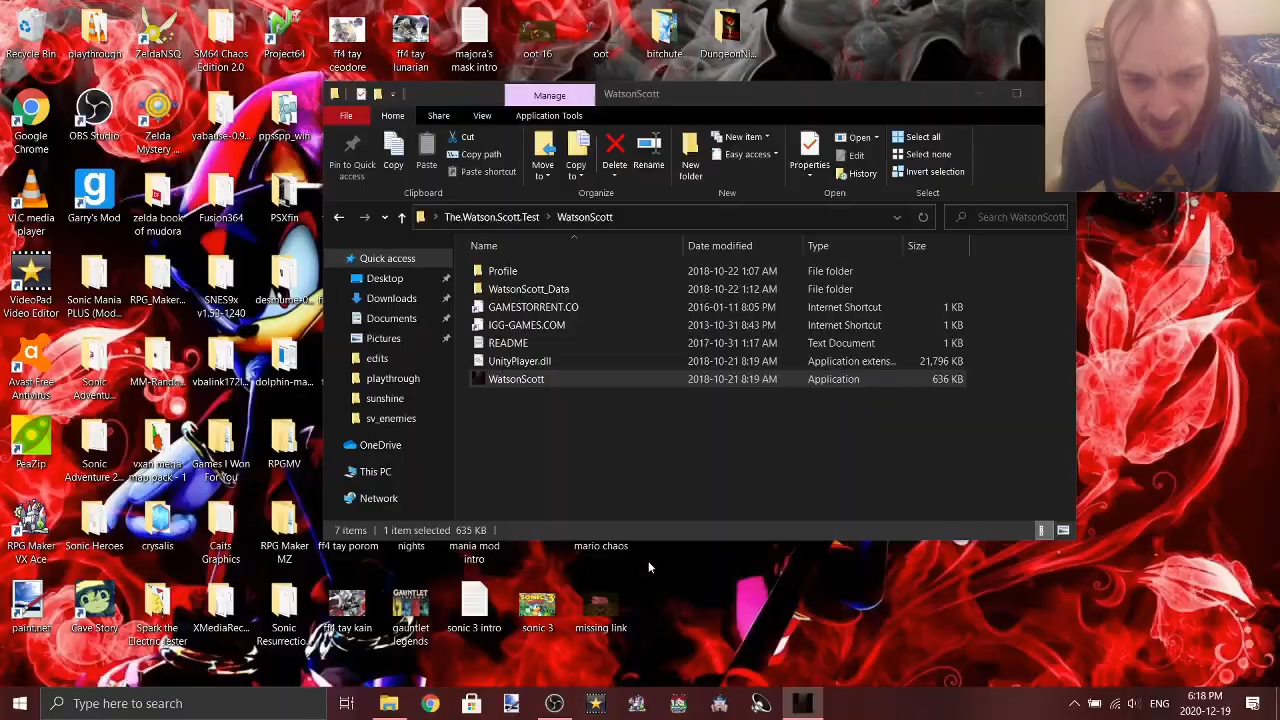 Recycle Bin
playthrough
ZeldaNSQ
SM64 Chaos Edition 2.0
Project64
ff4 tay ceodore
ff4 tay lunarian
majora's mask intro
oot 16
oot
bitchute
DungeonNi...
Manage
WatsonScott
File
Home
Share
View
Application Tools
Pin to Quick access
Copy
Paste
Cut
Copy path
Paste shortcut
Move to
Copy to
Delete
Rename
New folder
New item
Easy access
Properties
Open
Edit
History
Select all
Select none
Invert selection
Clipboard
Organize
New
Open
Select
The.Watson.Scott.Test > WatsonScott
Search WatsonScott
Name
Date modified
Type
Size
Profile 2018-10-22 1:07 AM File folder
WatsonScott_Data 2018-10-22 1:12 AM File folder
GAMESTORRENT.CO 2016-01-11 8:05 PM Internet Shortcut 1 KB
IGG-GAMES.COM 2013-10-31 8:43 PM Internet Shortcut 1 KB
README 2017-10-31 1:17 AM Text Document 1 KB
UnityPlayer.dll 2018-10-21 8:19 AM Application extens... 21,796 KB
WatsonScott 2018-10-21 8:19 AM Application 636 KB
Quick access
Desktop
Downloads
Documents
Pictures
edits
playthrough
sunshine
sv_enemies
OneDrive
This PC
Network
7 items
1 item selected 635 KB
Google Chrome
OBS Studio
Zelda Mystery ...
yabause-0.9...
ppsspp_win
VLC media player
Garry's Mod
zelda book of mudora
Fusion364
PSXfin
VideoPad Video Editor
Sonic Mania PLUS (Mod...
RPG_Maker...
SNES9x v1.59-1240
desmume-0...
Avast Free Antivirus
Sonic Adventu...
MM-Rando...
vbalink172l...
dolphin-ma...
PeaZip
Sonic Adventure 2...
vxan mega map pack - 1
Games I Won For You
RPGMV
RPG Maker VX Ace
Sonic Heroes
crysalis
Caits Graphics
RPG Maker MZ
ff4 tay porom
nights
mania mod intro
mario chaos
paint.net
Cave Story
Spark the Electric Jester
XMediaRec...
Sonic Resurrectio...
ff4 tay kain
gauntlet legends
sonic 3 intro
sonic 3
missing link
Type here to search
ENG
6:18 PM
2020-12-19